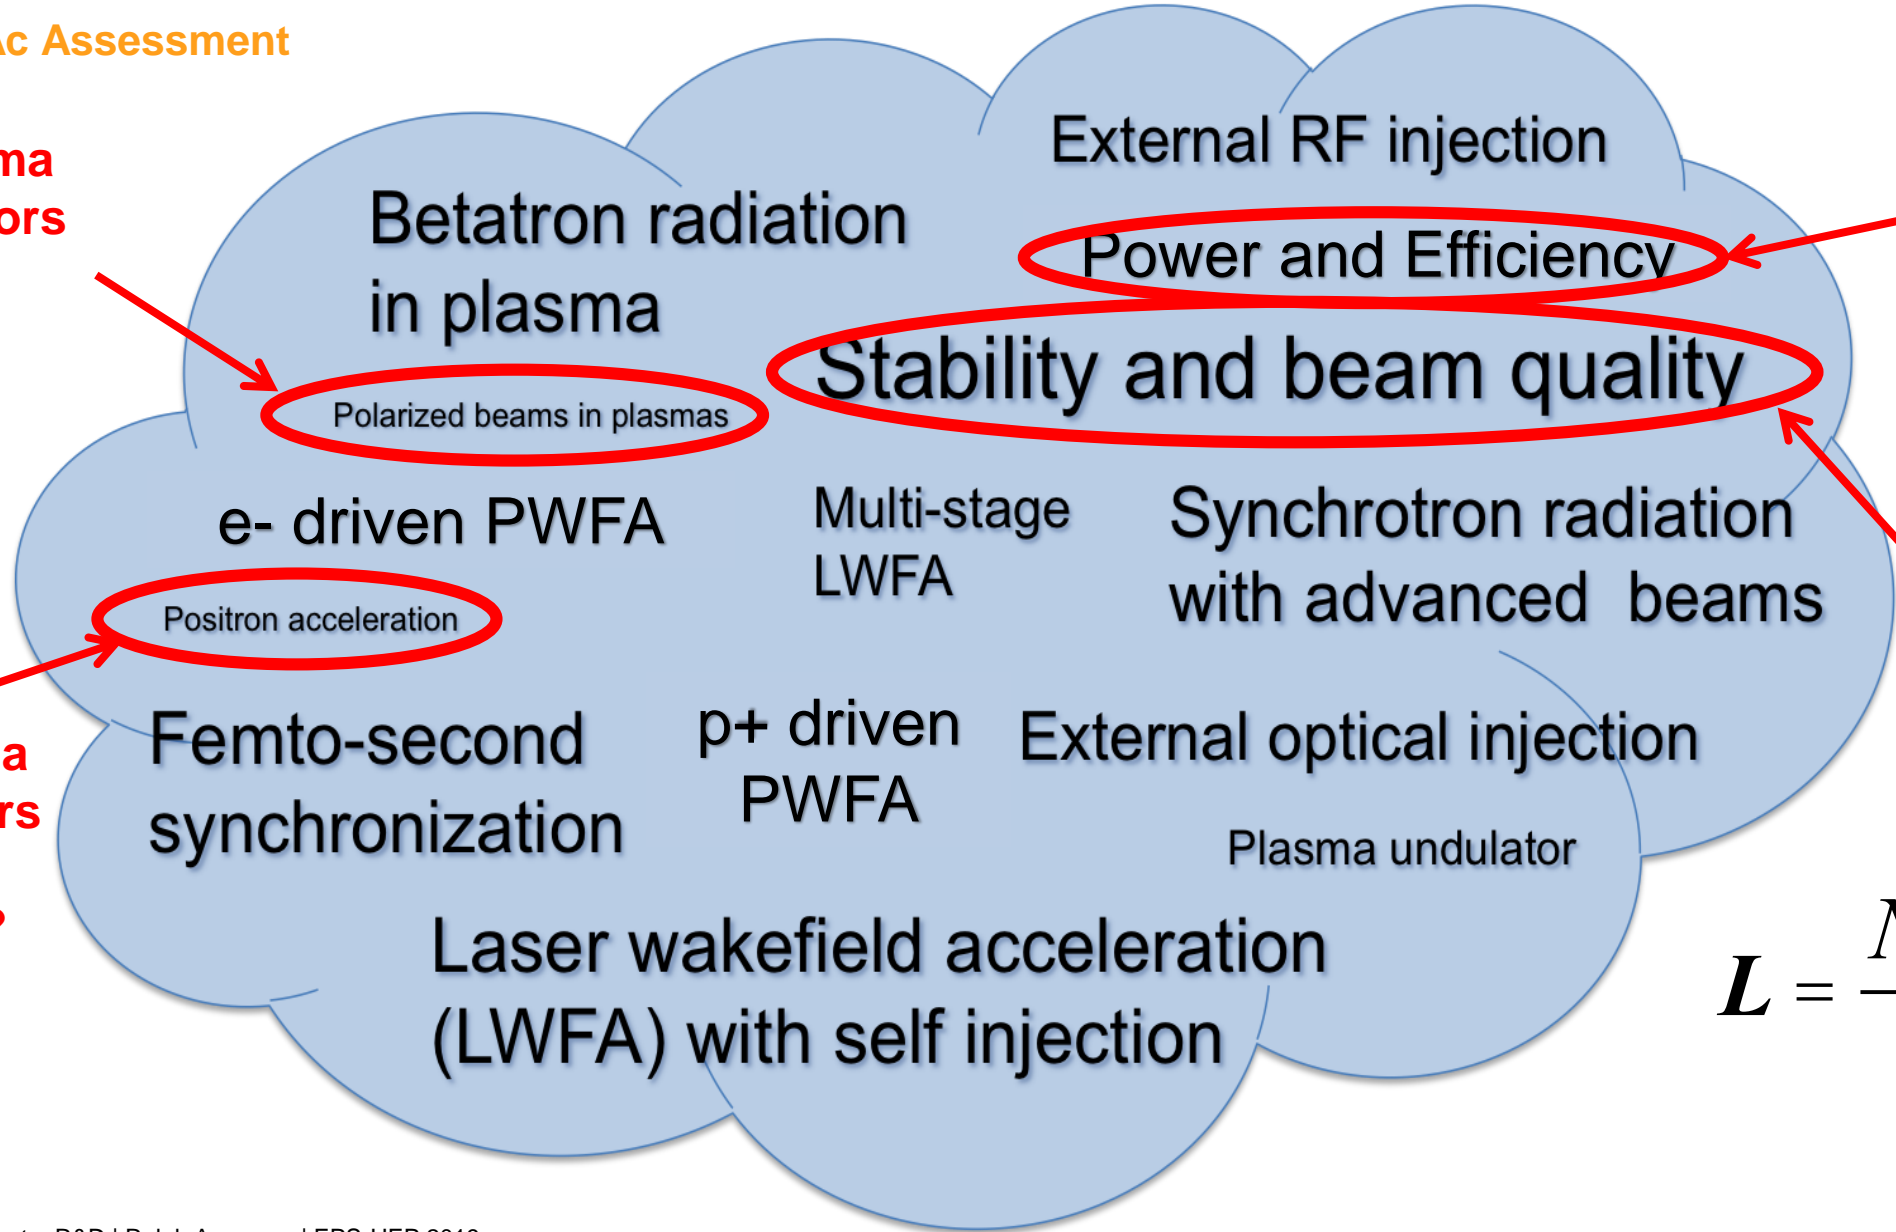 Assessment
External RF injection
Betatron radiation
in plasma
Power and Efficiency
Stability and beam quality
Polarized beams in plasmas
e- driven PWFA
Multi-stage
LWFA
Synchrotron radiation
with advanced beams
Positron acceleration
Femto-second
synchronization
p+ driven
PWFA
External optical injection
Plasma undulator
Laser wakefield acceleration
(LWFA) with self injection
L =